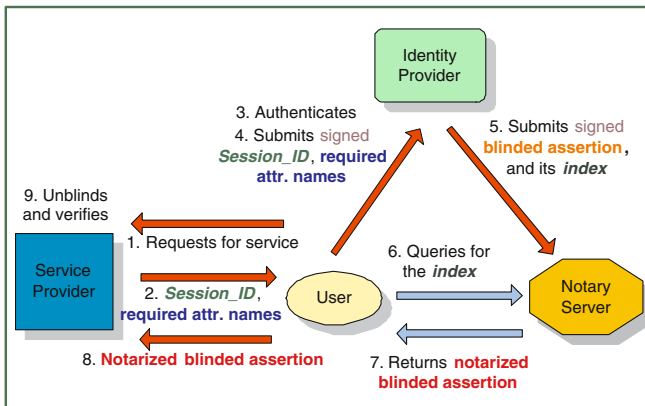 Identity
Provider
3. Authenticates
4. Submits signed
Session_ID, required
attr. names
5. Submits signed
blinded assertion,
and its index
9. Unblinds
and verifies
1. Requests for service
Service
Provider
2. Session_ID,
required attr. names
User
6. Queries for
the index
Notary
Server
8. Notarized blinded assertion
7. Returns notarized
blinded assertion